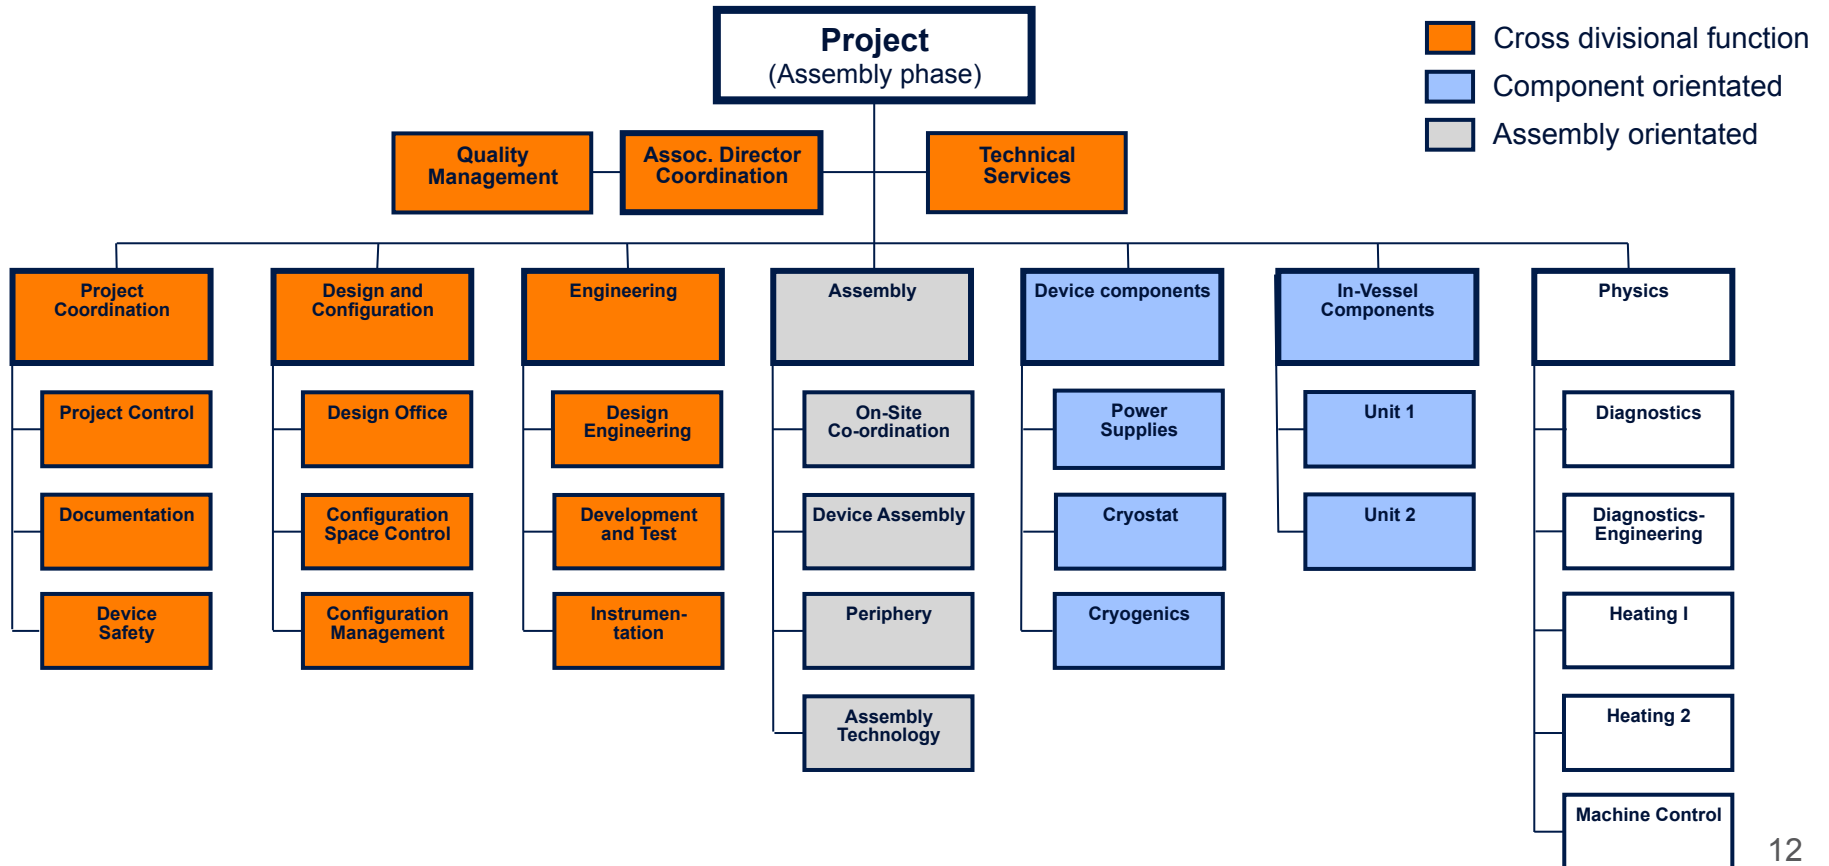 Project
(Assembly phase)
Cross divisional function
Component orientated
Assembly orientated
Quality
Management
Assoc. Director
Coordination
Technical
Services
Project
Coordination
Design and
Configuration
Engineering
Assembly
Device components
In-Vessel
Components
Physics
Project Control
Design Office
Design
Engineering
On-Site
Co-ordination
Power
Supplies
Unit 1
Diagnostics
Documentation
Configuration
Space Control
Development
and Test
Device Assembly
Cryostat
Unit 2
Diagnostics-
Engineering
Device
Safety
Configuration
Management
Instrumen-
tation
Periphery
Cryogenics
Heating I
Assembly
Technology
Heating 2
Machine Control
12